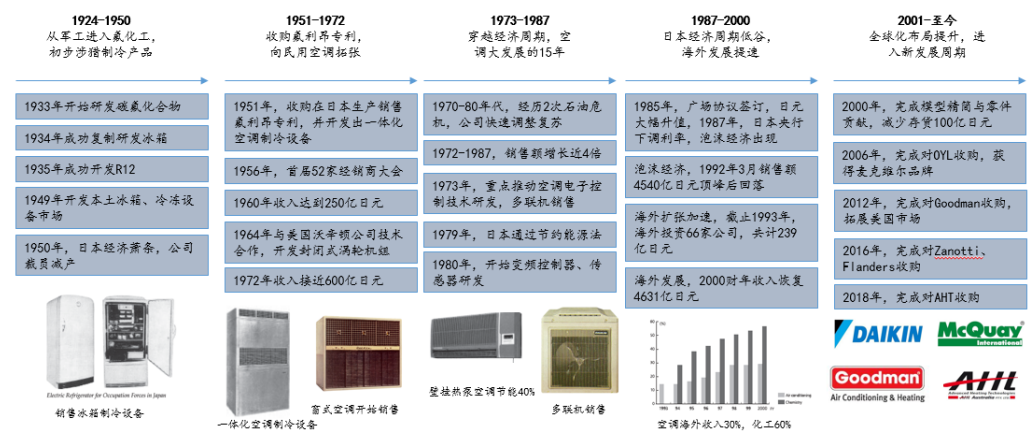 1924-1950
从军工进入氟化工,
初步涉猎制冷产品
1933年开始研发碳氟化合物
1934年成功复制研发冰箱
1935年成功开发R12
1949年开发本土冰箱、冷冻设
备市场
1950年, 日本经济萧条, 公司
裁员减产
Electric Refrigerator for Occupation Forces in Japan
销售冰箱制冷设备
1951-1972
收购氟利昂专利,
向民用空调拓张
1951年, 收购在日本生产销售
氟利昂专利, 并开发出一体化
空调制冷设备
1956年, 首届52家经销商大会
1960年收入达到250亿日元
1964年与美国沃辛顿公司技术
合作, 开发封闭式涡轮机组
1972年收入接近600亿日元
一体化空调制冷设备
窗式空调开始销售
1973-1987
穿越经济周期, 空
调大发展的15年
1970-80年代, 经历2次石油危
机, 公司快速调整复苏
1972-1987, 销售额增长近4倍
1973年, 重点推动空调电子控
制技术研发, 多联机销售
1979年, 日本通过节约能源法
1980年, 开始变频控制器、传
感器研发
壁挂热泵空调节能40%
多联机销售
1987-2000
日本经济周期低谷,
海外发展提速
1985年, 广场协议签订, 日元
大幅升值, 1987年, 日本央行
下调利率, 泡沫经济出现
泡沫经济, 1992年3月销售额
4540亿日元顶峰后回落
海外扩张加速, 截止1993年,
海外投资66家公司, 共计239
亿日元
海外发展, 2000财年收入恢复
4631亿日元
60
50
40
30
20
10
0
1985 94 95 96 97 98 99 2000
Air conditioning
Chemistry
空调海外收入30%, 化工60%
2001-至今
全球化布局提升, 进
入新发展周期
2000年, 完成模型精简与零件
贡献, 减少存货100亿日元
2006年, 完成对OYL收购, 获
得麦克维尔品牌
2012年, 完成对Goodman收购,
拓展美国市场
2016年, 完成对Zanotti、
Flanders收购
2018年, 完成对AHT收购
DAIKIN
McQuay
International
Goodman
Air Conditioning & Heating
AHT
Advanced Heating Technologies